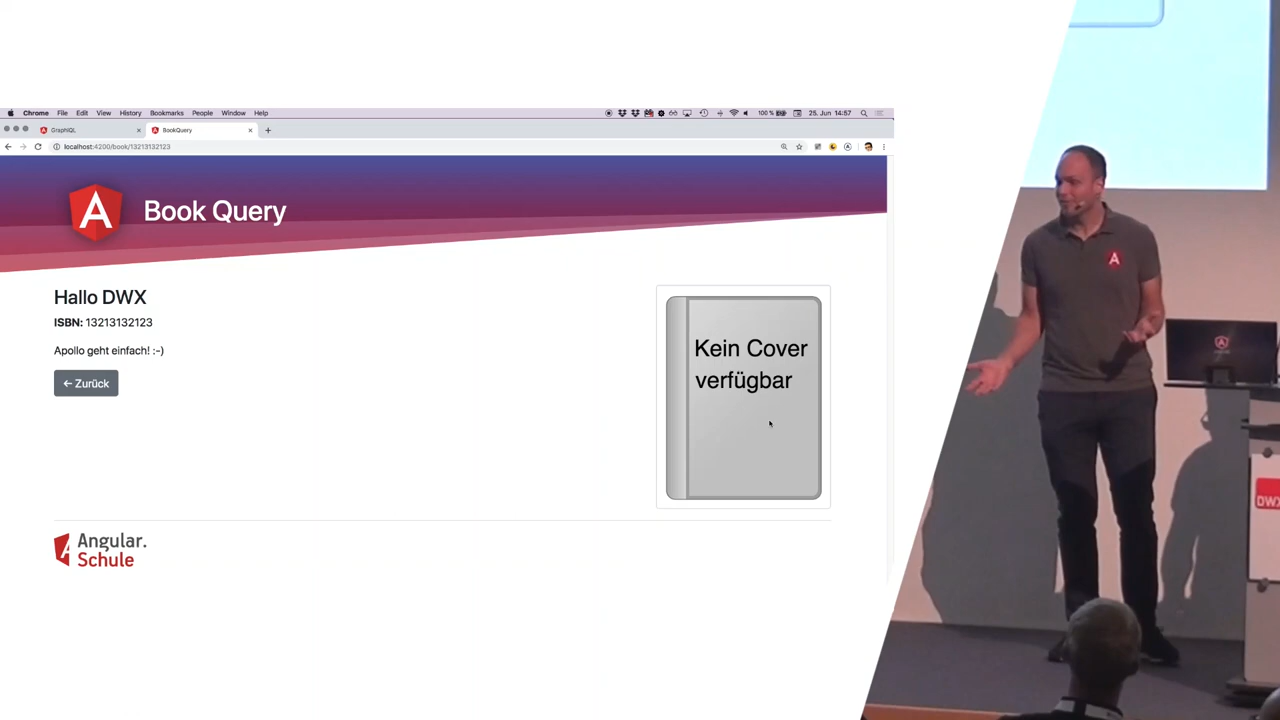 Chrome File Edit View History Bookmarks People Window Help 100 % 25. Jun 14:57
GraphiQL BookQuery
localhost:4200/book/13213132123
Book Query
Hallo DWX
ISBN: 13213132123
Apollo geht einfach! :-)
← Zurück
Kein Cover
verfügbar
Angular.
Schule
A
DWX